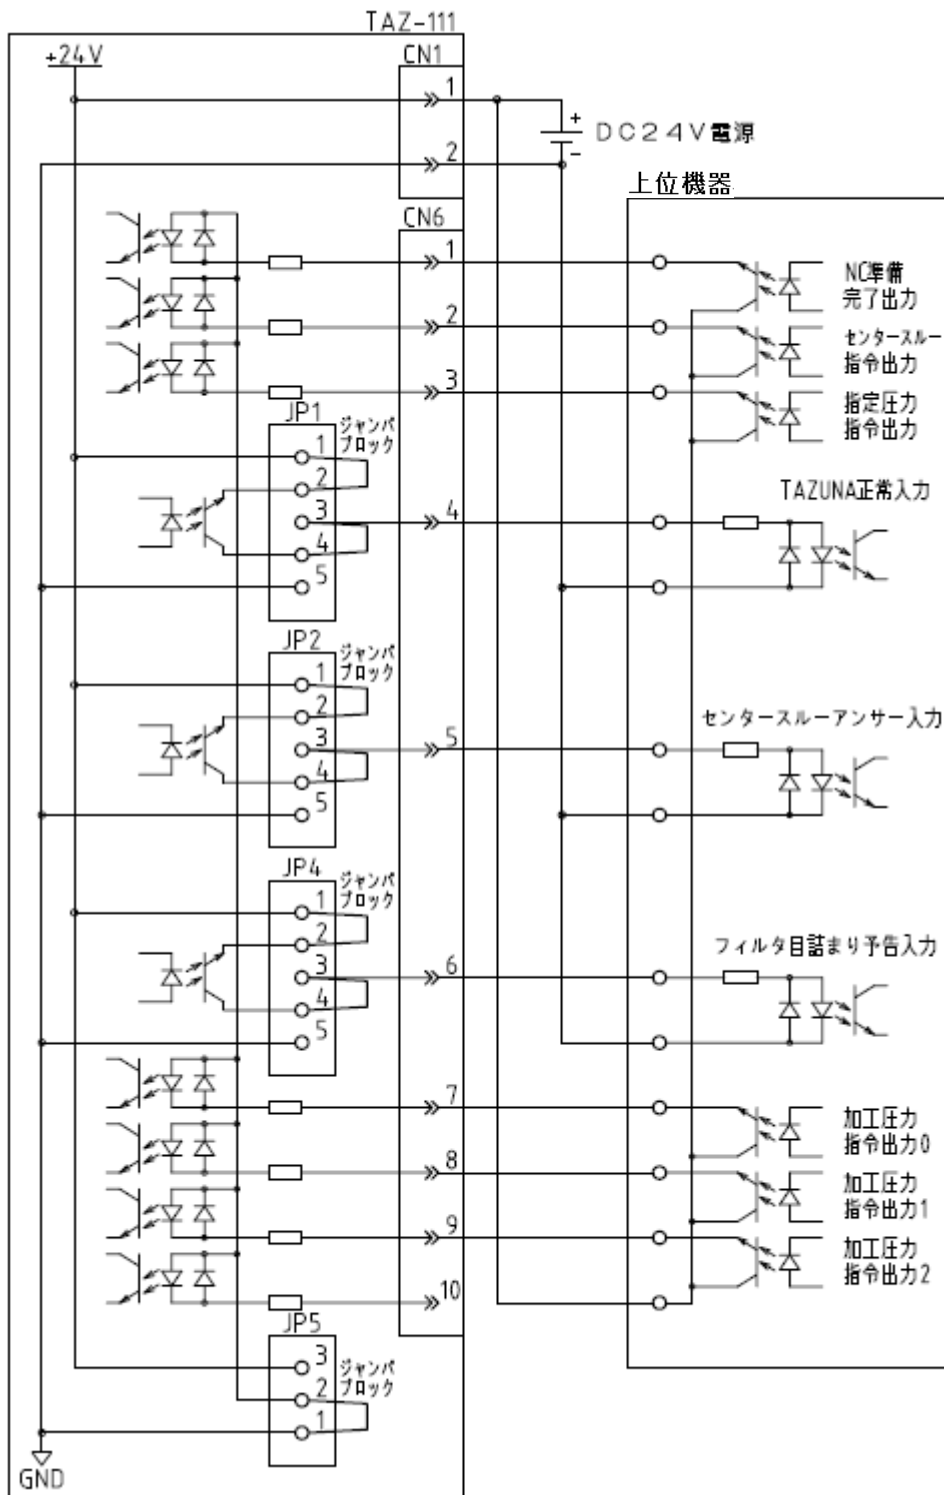 TAZ-111
+24V
CN1
1
+
DC24V電源
2
-
上位機器
CN6
1
NC準備
完了出力
2
センタースルー
指令出力
3
指定圧力
指令出力
JP1
ジャンパ
ブロック
1
2
3
4
5
4
TAZUNA正常入力
JP2
ジャンパ
ブロック
1
2
3
4
5
5
センタースルーアンサー入力
JP4
ジャンパ
ブロック
1
2
3
4
5
6
フィルタ目詰まり予告入力
7
加工圧力
指令出力0
8
加工圧力
指令出力1
9
加工圧力
指令出力2
10
JP5
3
ジャンパ
ブロック
2
1
GND